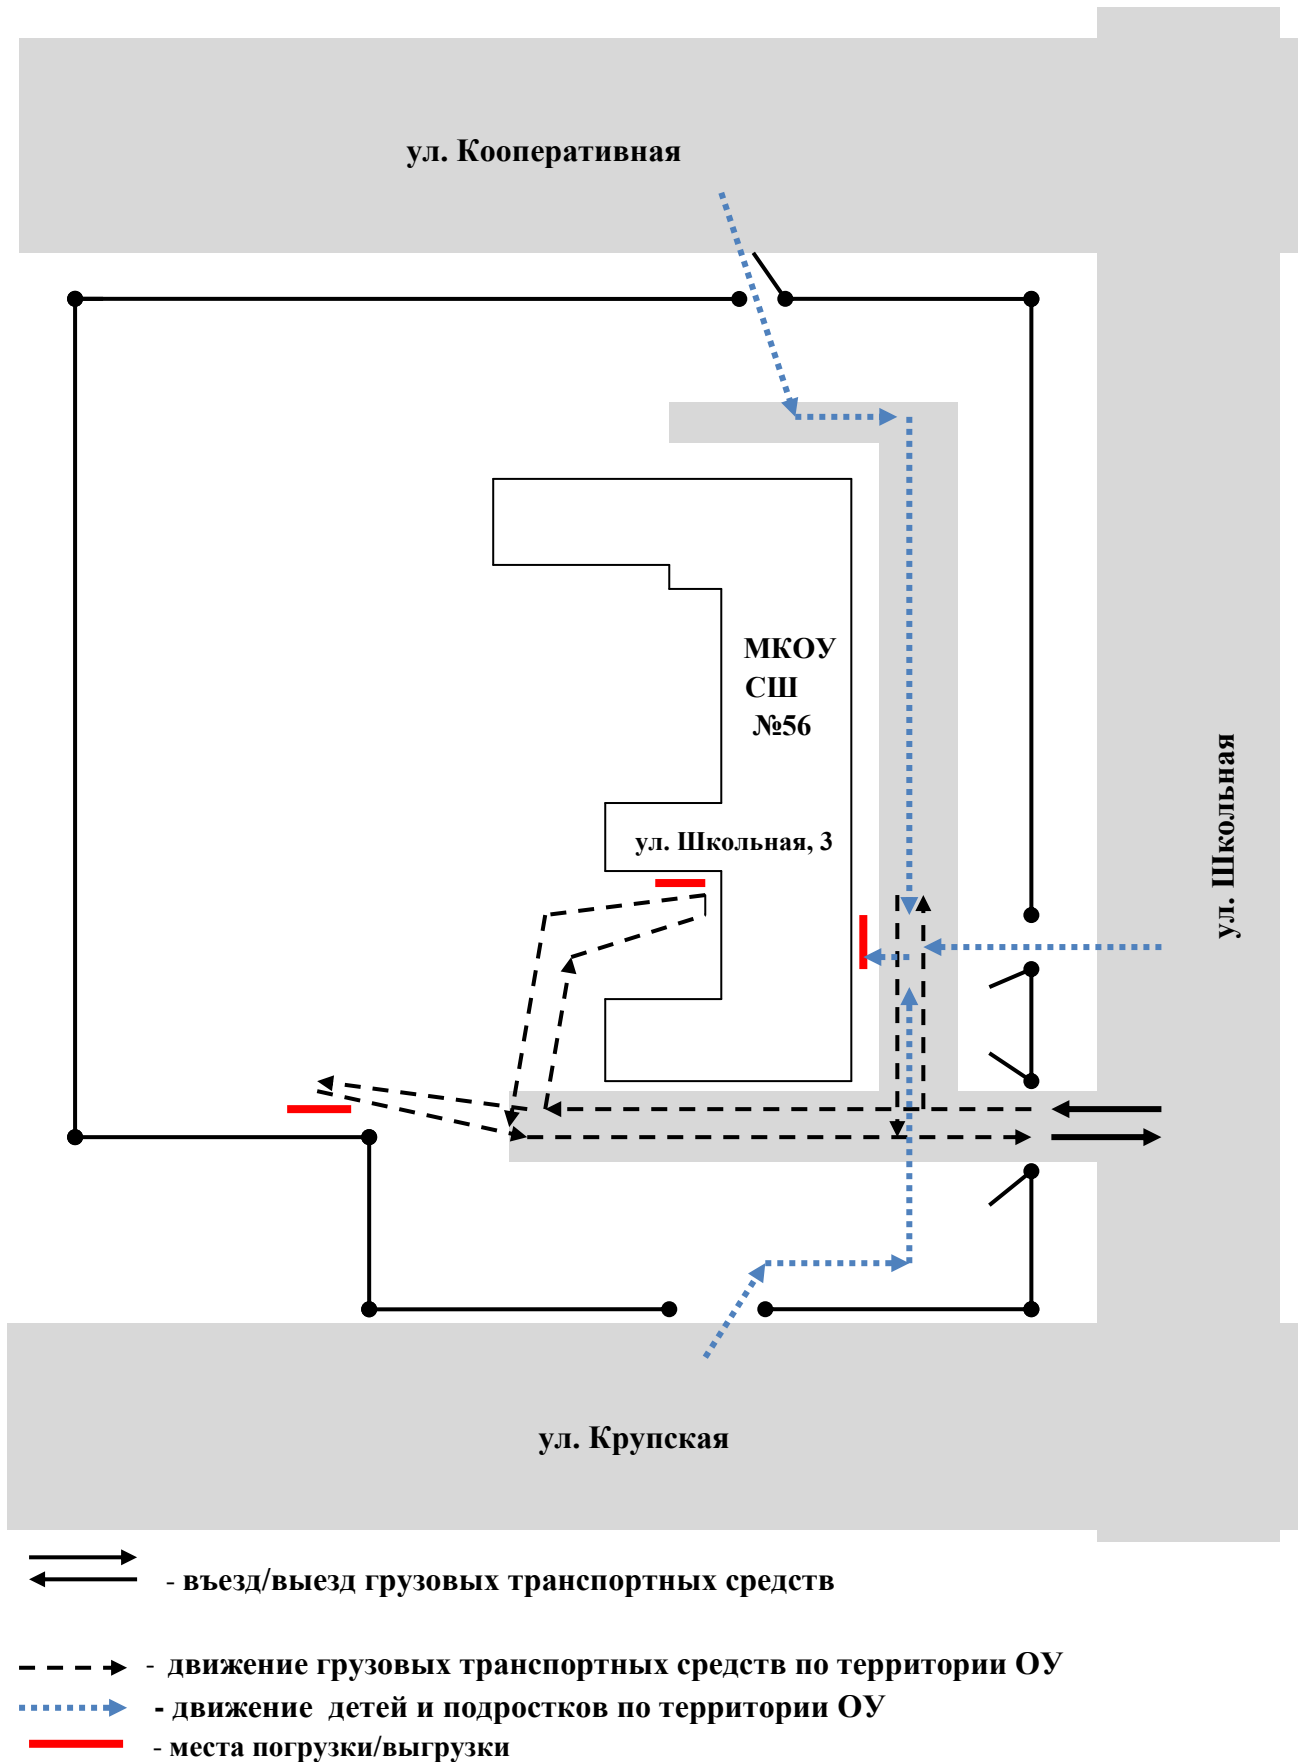 ул. Кооперативная
МКОУ
СШ
№56
ул. Школьная, 3
ул. Школьная
ул. Крупская
- въезд/выезд грузовых транспортных средств
- движение грузовых транспортных средств по территории ОУ
- движение детей и подростков по территории ОУ
- места погрузки/выгрузки